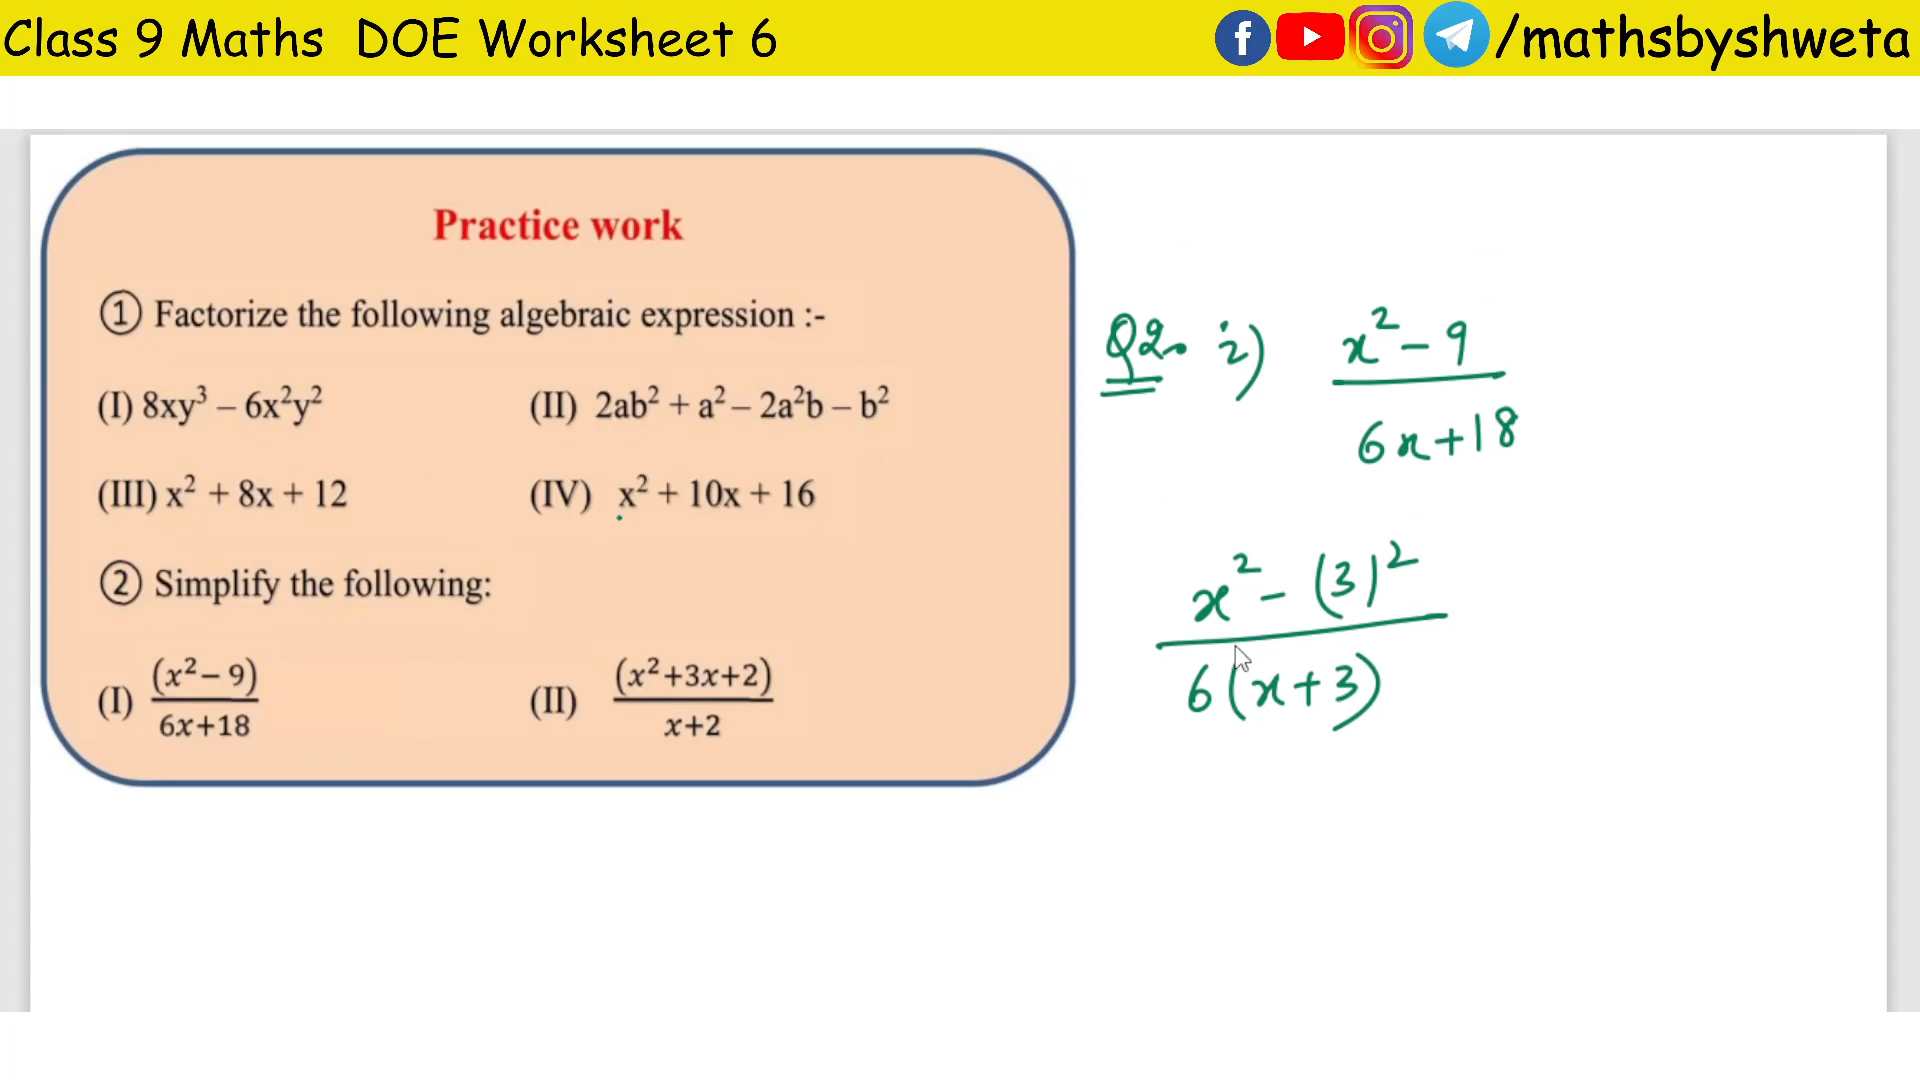 Class 9 Maths DOE Worksheet 6
/mathsbyshweta
Practice work
① Factorize the following algebraic expression :-
(I) 8xy³ – 6x²y² (II) 2ab² + a² – 2a²b – b²
(III) x² + 8x + 12 (IV) x² + 10x + 16
② Simplify the following:
(I) (x²– 9)/6x+18 (II) (x²+3x+2)/x+2
Q2. i) x² - 9
6x+18
x² - (3)²
6(x+3)